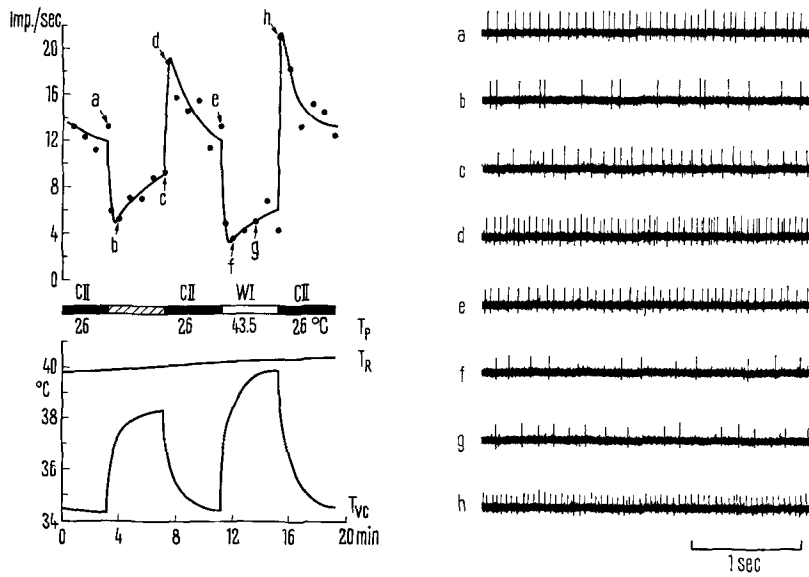 Imp./sec
20
16
12
8
4
0
a
b
c
d
e
f
g
h
CII
CII
WI
CII
26
26
43.5
26 °C
T_P
40
T_R
°C
38
36
34
T_VC
0
4
8
12
16
20 min
a
b
c
d
e
f
g
h
1 sec